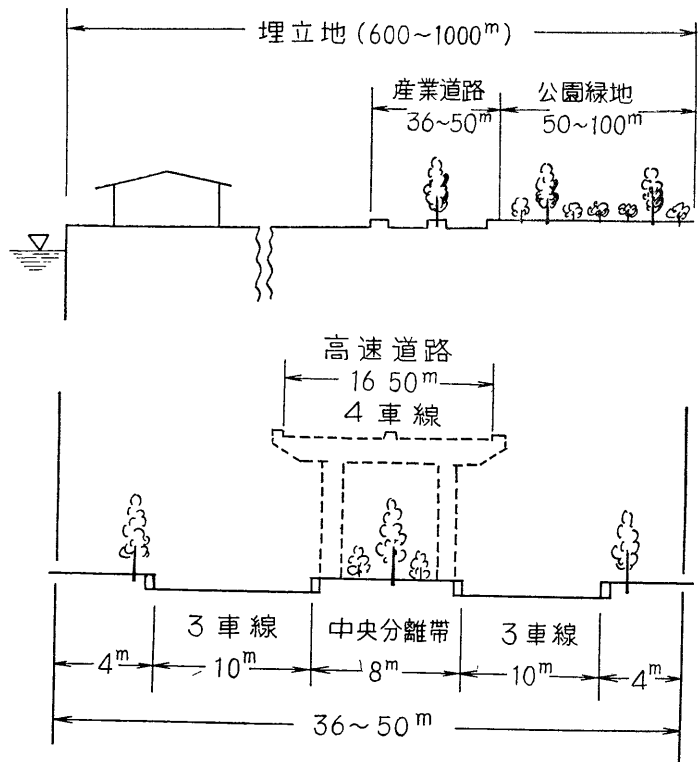 埋立地(600~1000m)
産業道路
36~50m
公園緑地
50~100m
高速道路
16 50m
4車線
3車線
中央分離帯
3車線
4m
10m
8m
10m
4m
36~50m